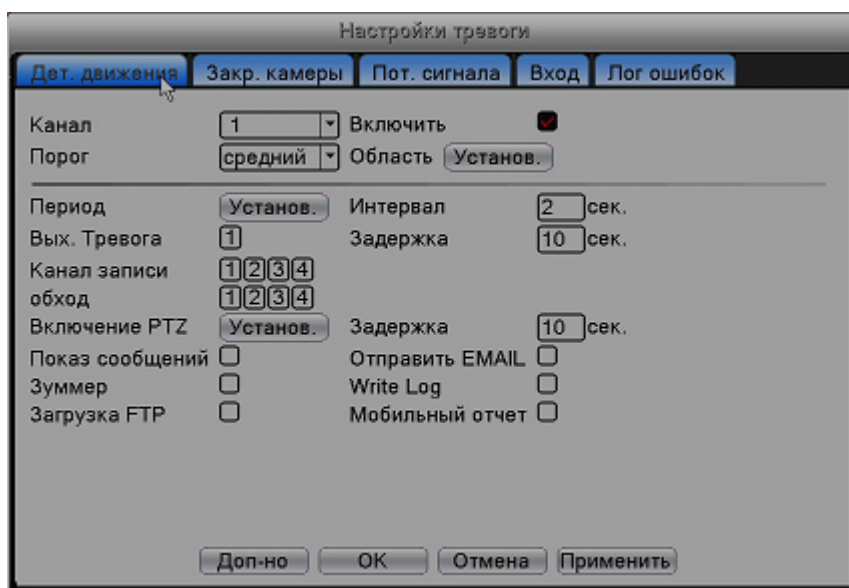 Настройки тревоги
Дет. движения Закр. камеры Пот. сигнала Вход Лог ошибок
Канал 1 Включить
Порог средний Область Установ.
Период Установ. Интервал 2 сек.
Вых. Тревога 1 Задержка 10 сек.
Канал записи 1 2 3 4
обход 1 2 3 4
Включение PTZ Установ. Задержка 10 сек.
Показ сообщений Отправить EMAIL
Зуммер Write Log
Загрузка FTP Мобильный отчет
Доп-но OK Отмена Применить